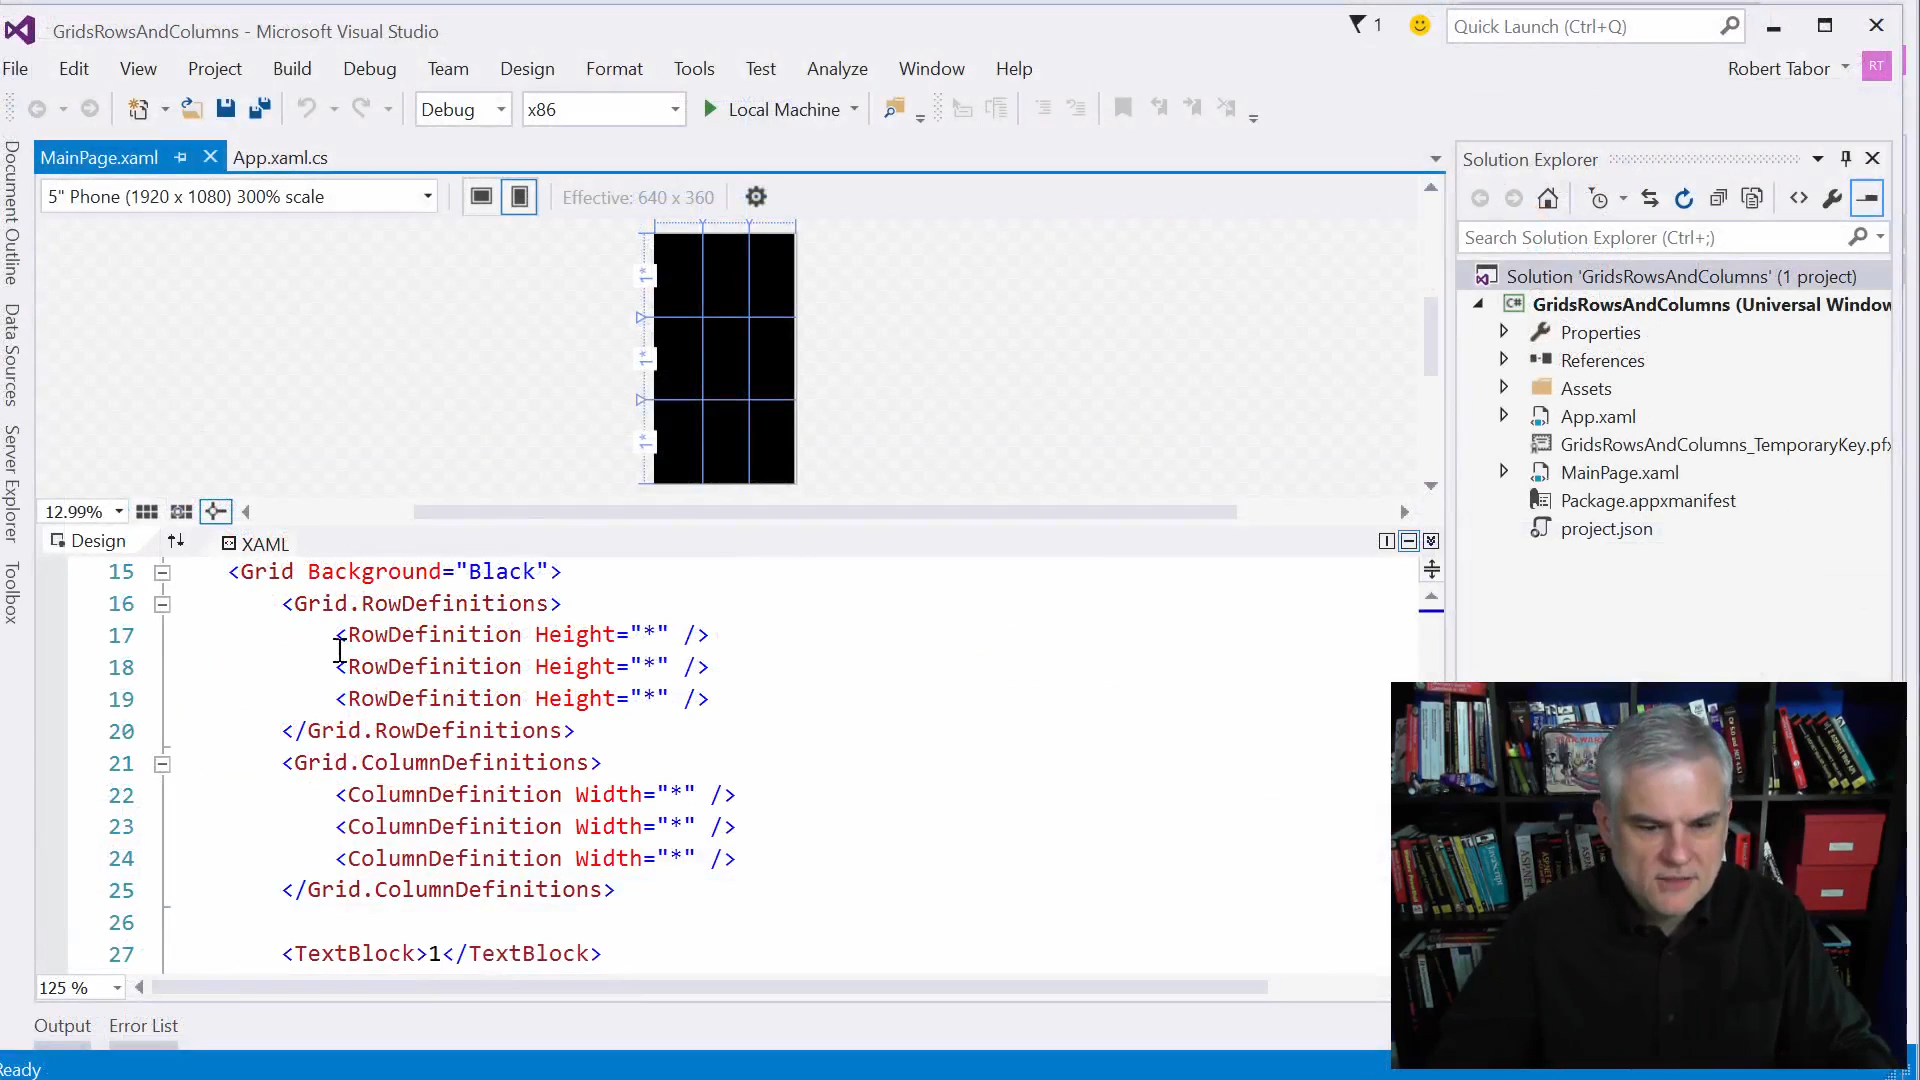 GridsRowsAndColumns - Microsoft Visual Studio
1
Quick Launch (Ctrl+Q)
File Edit View Project Build Debug Team Design Format Tools Test Analyze Window Help
Robert Tabor
RT
Debug x86 Local Machine
MainPage.xaml App.xaml.cs
5" Phone (1920 x 1080) 300% scale
Effective: 640 x 360
Document Outline
Data Sources
Server Explorer
Toolbox
1*
1*
1*
12.99%
Design XAML
15 <Grid Background="Black">
16 <Grid.RowDefinitions>
17 <RowDefinition Height="*" />
18 <RowDefinition Height="*" />
19 <RowDefinition Height="*" />
20 </Grid.RowDefinitions>
21 <Grid.ColumnDefinitions>
22 <ColumnDefinition Width="*" />
23 <ColumnDefinition Width="*" />
24 <ColumnDefinition Width="*" />
25 </Grid.ColumnDefinitions>
26
27 <TextBlock>1</TextBlock>
125 %
Output Error List
Ready
Solution Explorer
Search Solution Explorer (Ctrl+;)
Solution 'GridsRowsAndColumns' (1 project)
C# GridsRowsAndColumns (Universal Window
Properties
References
Assets
App.xaml
GridsRowsAndColumns_TemporaryKey.pfx
MainPage.xaml
Package.appxmanifest
project.json